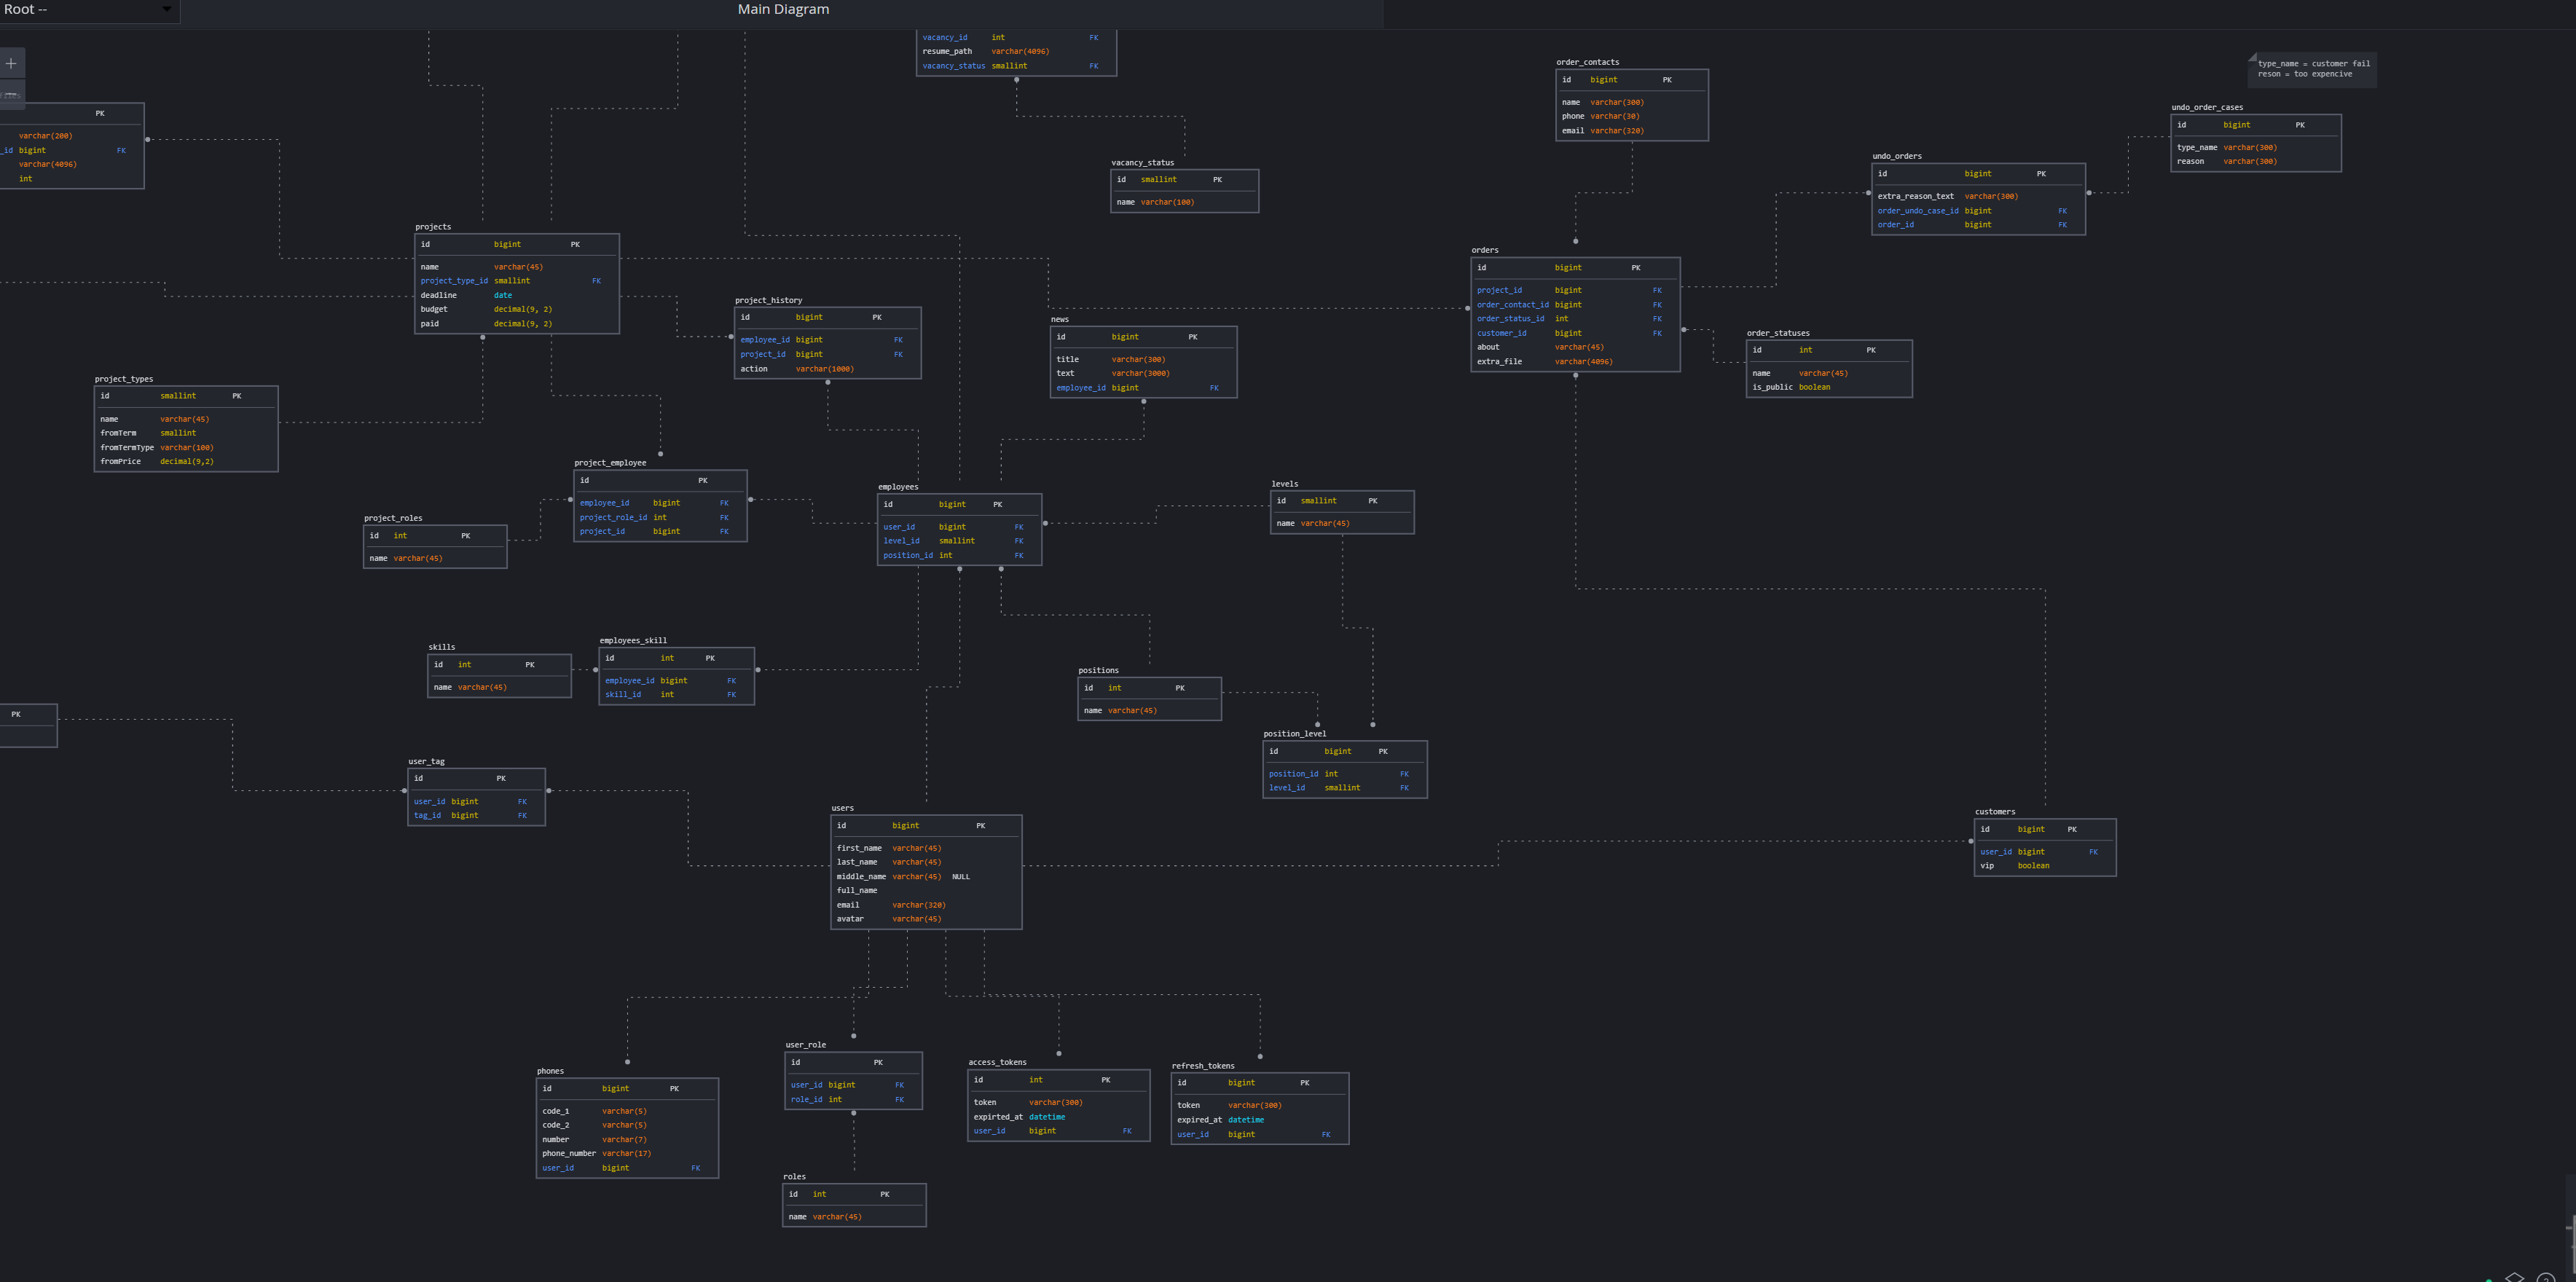 Root --
Main Diagram
vacancy_id int FK
resume_path varchar(4096)
vacancy_status smallint FK
order_contacts
id bigint PK
name varchar(300)
phone varchar(30)
email varchar(320)
type_name = customer fail
reson = too expencive
undo_order_cases
id bigint PK
type_name varchar(300)
reason varchar(300)
PK
varchar(200)
_id bigint FK
varchar(4096)
int
vacancy_status
id smallint PK
name varchar(100)
undo_orders
id bigint PK
extra_reason_text varchar(300)
order_undo_case_id bigint FK
order_id bigint FK
projects
id bigint PK
name varchar(45)
project_type_id smallint FK
deadline date
budget decimal(9, 2)
paid decimal(9, 2)
orders
id bigint PK
project_id bigint FK
order_contact_id bigint FK
order_status_id int FK
customer_id bigint FK
about varchar(45)
extra_file varchar(4096)
project_history
id bigint PK
employee_id bigint FK
project_id bigint FK
action varchar(1000)
news
id bigint PK
title varchar(300)
text varchar(3000)
employee_id bigint FK
order_statuses
id int PK
name varchar(45)
is_public boolean
project_types
id smallint PK
name varchar(45)
fromTerm smallint
fromTermType varchar(100)
fromPrice decimal(9,2)
project_employee
id PK
employee_id bigint FK
project_role_id int FK
project_id bigint FK
employees
id bigint PK
user_id bigint FK
level_id smallint FK
position_id int FK
levels
id smallint PK
name varchar(45)
project_roles
id int PK
name varchar(45)
skills
id int PK
name varchar(45)
employees_skill
id int PK
employee_id bigint FK
skill_id int FK
positions
id int PK
name varchar(45)
PK
position_level
id bigint PK
position_id int FK
level_id smallint FK
user_tag
id PK
user_id bigint FK
tag_id bigint FK
users
id bigint PK
first_name varchar(45)
last_name varchar(45)
middle_name varchar(45) NULL
full_name
email varchar(320)
avatar varchar(45)
customers
id bigint PK
user_id bigint FK
vip boolean
phones
id bigint PK
code_1 varchar(5)
code_2 varchar(5)
number varchar(7)
phone_number varchar(17)
user_id bigint FK
user_role
id PK
user_id bigint FK
role_id int FK
access_tokens
id int PK
token varchar(300)
expirted_at datetime
user_id bigint FK
refresh_tokens
id bigint PK
token varchar(300)
expired_at datetime
user_id bigint FK
roles
id int PK
name varchar(45)